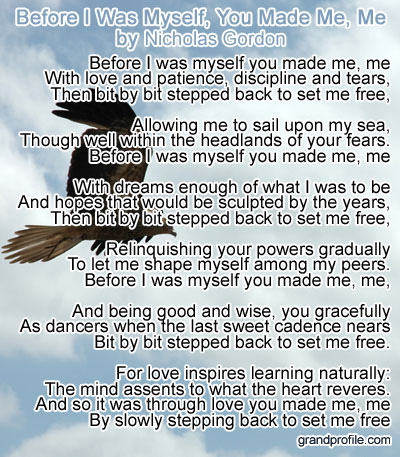 Before I Was Myself, You Made Me, Me
by Nicholas Gordon
Before I was myself you made me, me
With love and patience, discipline and tears,
Then bit by bit stepped back to set me free,
Allowing me to sail upon my sea,
Though well within the headlands of your fears.
Before I was myself you made me, me
With dreams enough of what I was to be
And hopes that would be sculpted by the years,
Then bit by bit stepped back to set me free,
Relinquishing your powers gradually
To let me shape myself among my peers.
Before I was myself you made me, me,
And being good and wise, you gracefully
As dancers when the last sweet cadence nears
Bit by bit stepped back to set me free.
For love inspires learning naturally:
The mind assents to what the heart reveres.
And so it was through love you made me, me
By slowly stepping back to set me free
grandprofile.com